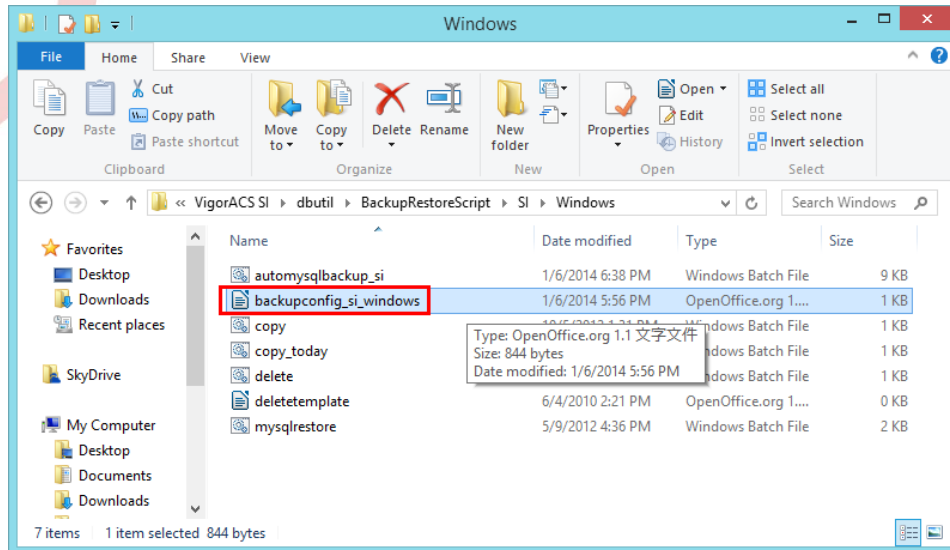 Windows
File Home Share View
Copy
Paste
Cut
Copy path
Paste shortcut
Clipboard
Move to
Copy to
Delete
Rename
Organize
New folder
New
Properties
Open
Edit
History
Open
Select all
Select none
Invert selection
Select
« VigorACS SI ▸ dbutil ▸ BackupRestoreScript ▸ SI ▸ Windows
Search Windows
Favorites
Desktop
Downloads
Recent places
SkyDrive
My Computer
Desktop
Documents
Downloads
Name Date modified Type Size
automysqlbackup_si 1/6/2014 6:38 PM Windows Batch File 9 KB
backupconfig_si_windows 1/6/2014 5:56 PM OpenOffice.org 1.... 1 KB
copy Windows Batch File 1 KB
copy_today ndows Batch File 1 KB
delete ndows Batch File 1 KB
deletetemplate 6/4/2010 2:21 PM OpenOffice.org 1.... 0 KB
mysqlrestore 5/9/2012 4:36 PM Windows Batch File 2 KB
Type: OpenOffice.org 1.1 文字文件
Size: 844 bytes
Date modified: 1/6/2014 5:56 PM
7 items 1 item selected 844 bytes